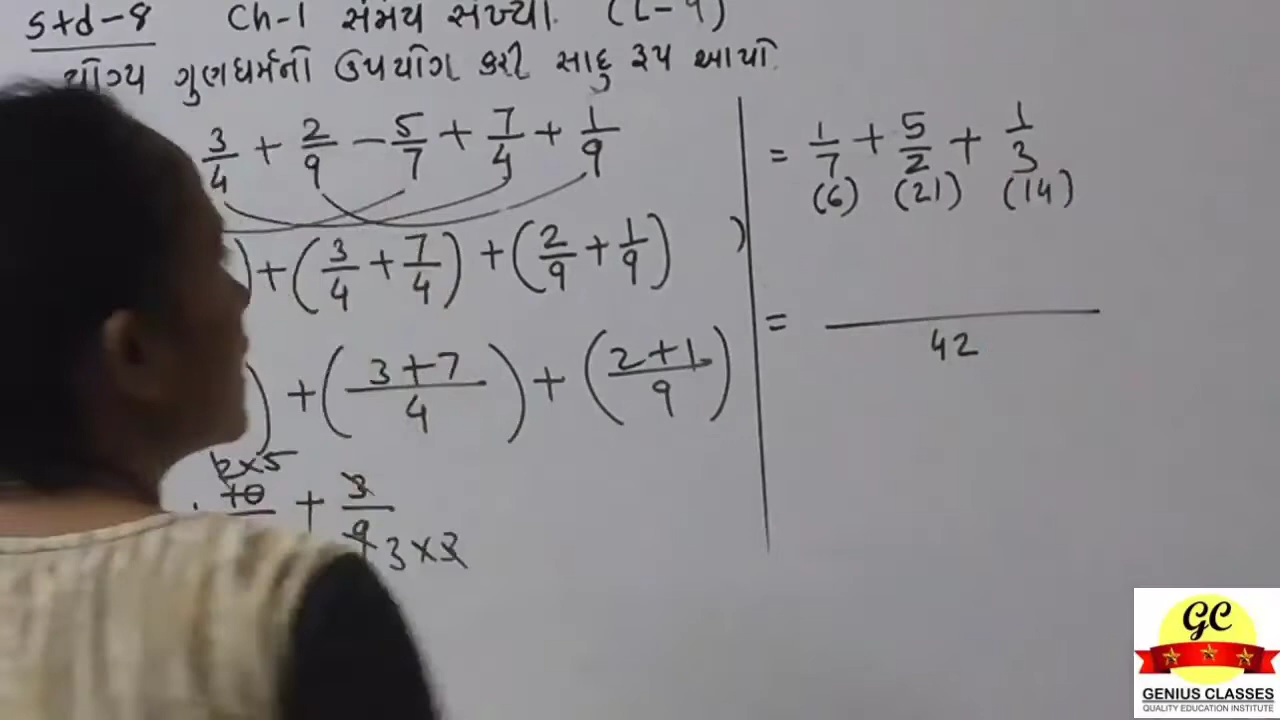 Std-8 Ch-1 સંમેય સંખ્યા. (L-9)
યોગ્ય ગુણધર્મનો ઉપયોગ કરી સાદુ રૂપ આપો.
3/4 + 2/9 - 5/7 + 7/4 + 1/9
) + (3/4 + 7/4) + (2/9 + 1/9) )
) + (3+7/4) + (2+1/9)
2×5
10 + 3/9
3×3
= 1/7 + 5/2 + 1/3
(6) (21) (14)
= /42
GC
GENIUS CLASSES
QUALITY EDUCATION INSTITUTE